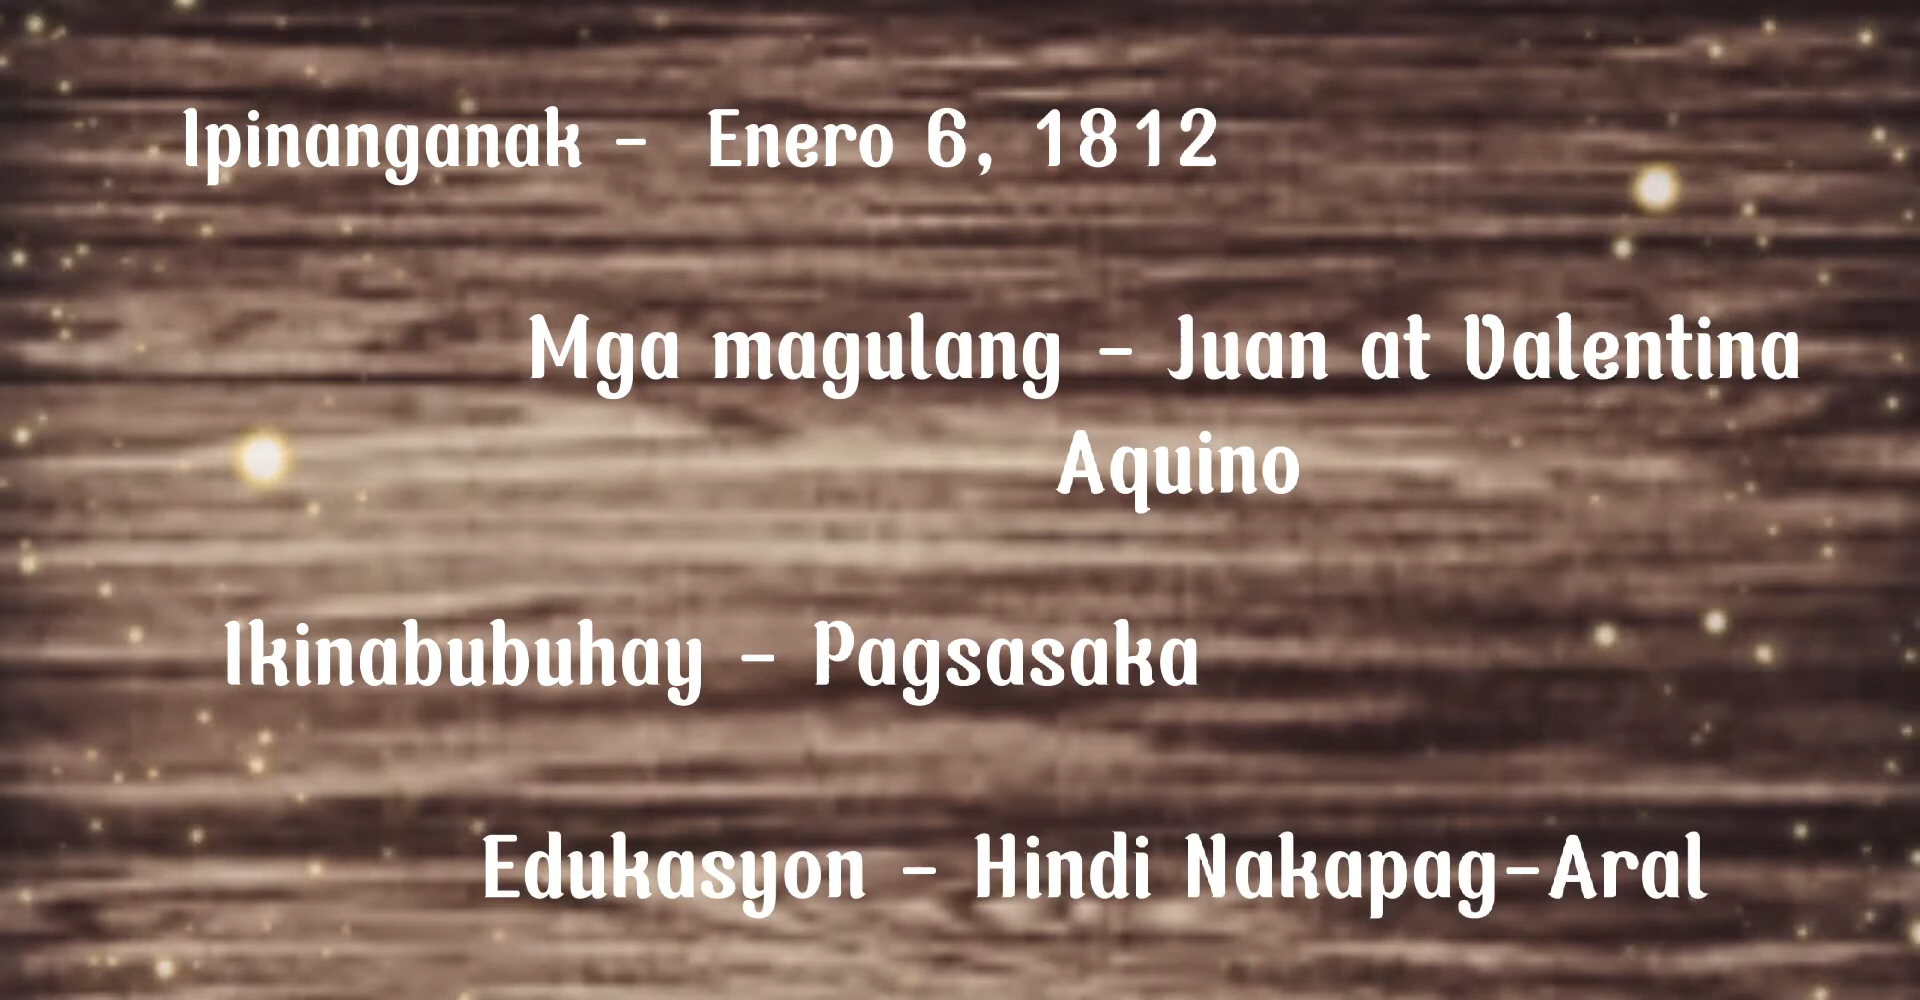 Ipinanganak - Enero 6, 1812
Mga magulang - Juan at Valentina
Aquino
Ikinabubuhay - Pagsasaka
Edukasyon - Hindi Nakapag-Aral